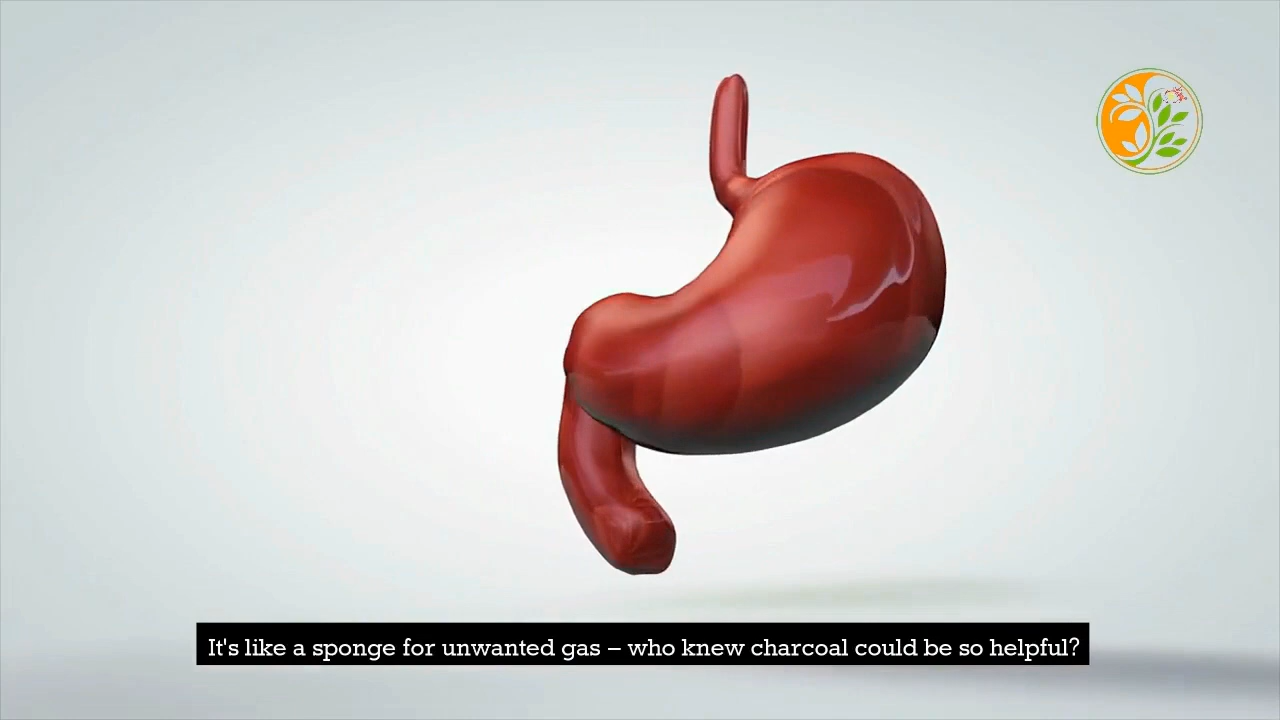 It's like a sponge for unwanted gas – who knew charcoal could be so helpful?